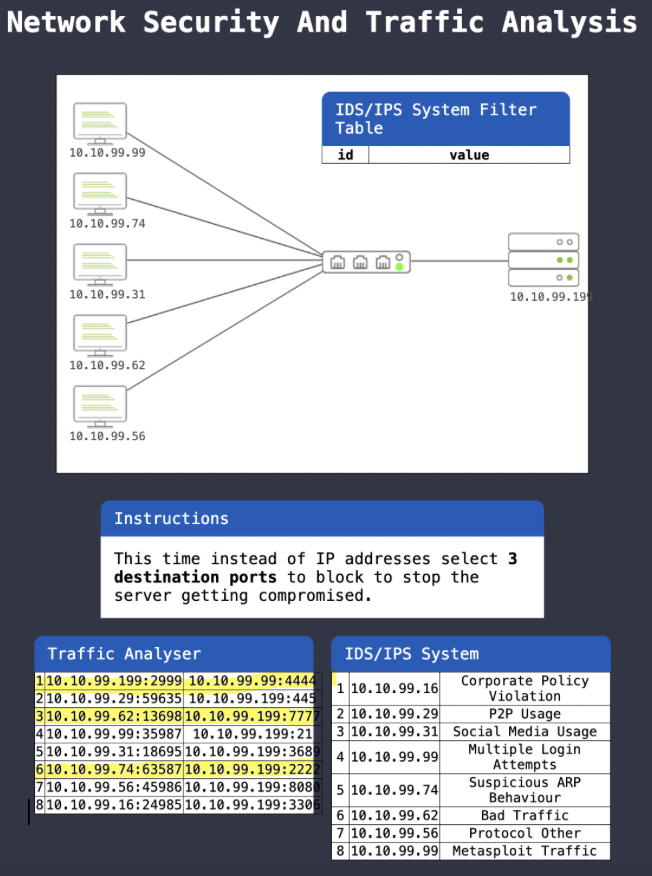 Network Security And Traffic Analysis
IDS/IPS System Filter
Table
id value
10.10.99.99
10.10.99.74
10.10.99.31
10.10.99.62
10.10.99.56
10.10.99.199
Instructions
This time instead of IP addresses select 3
destination ports to block to stop the
server getting compromised.
Traffic Analyser
1 10.10.99.199:2999 10.10.99.99:4444
2 10.10.99.29:59635 10.10.99.199:445
3 10.10.99.62:13698 10.10.99.199:7777
4 10.10.99.99:35987 10.10.99.199:21
5 10.10.99.31:18695 10.10.99.199:3689
6 10.10.99.74:63587 10.10.99.199:2222
7 10.10.99.56:45986 10.10.99.199:8080
8 10.10.99.16:24985 10.10.99.199:3306
IDS/IPS System
1 10.10.99.16 Corporate Policy
Violation
2 10.10.99.29 P2P Usage
3 10.10.99.31 Social Media Usage
4 10.10.99.99 Multiple Login
Attempts
5 10.10.99.74 Suspicious ARP
Behaviour
6 10.10.99.62 Bad Traffic
7 10.10.99.56 Protocol Other
8 10.10.99.99 Metasploit Traffic